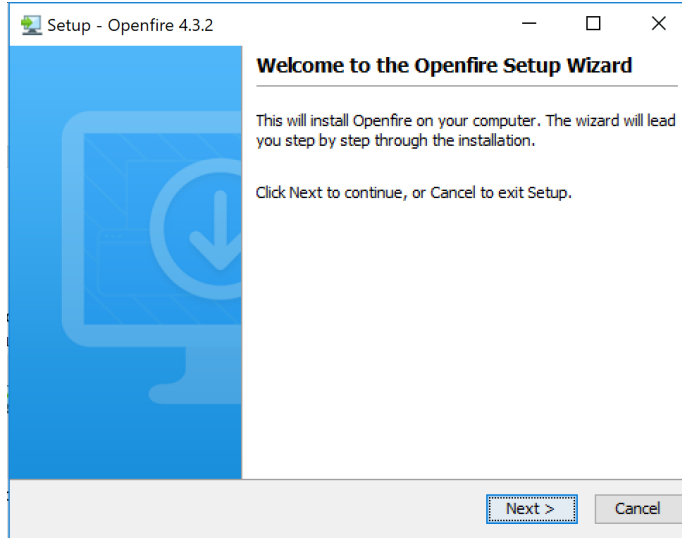 Setup - Openfire 4.3.2
Welcome to the Openfire Setup Wizard
This will install Openfire on your computer. The wizard will lead
you step by step through the installation.
Click Next to continue, or Cancel to exit Setup.
Next >
Cancel